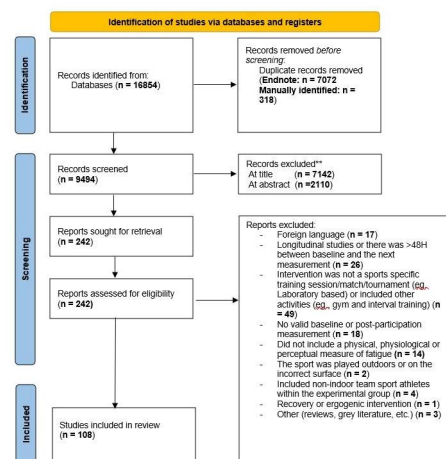 Identification of studies via databases and registers
Identification
Records identified from:
Databases (n = 16854)
Records removed before
screening:
Duplicate records removed
(Endnote: n = 7072
Manually identified: n =
318)
Screening
Records screened
(n = 9494)
Records excluded**
At title (n = 7142)
At abstract (n =2110)
Reports sought for retrieval
(n = 242)
Reports assessed for eligibility
(n = 242)
Reports excluded:
- Foreign language (n = 17)
- Longitudinal studies or there was >48H
between baseline and the next
measurement (n = 26)
- Intervention was not a sports specific
training session/match/tournament (eg.
Laboratory based) or included other
activities (eg., gym and interval training) (n
= 49)
- No valid baseline or post-participation
measurement (n = 18)
- Did not include a physical, physiological or
perceptual measure of fatigue (n = 14)
- The sport was played outdoors or on the
incorrect surface (n = 2)
- Included non-indoor team sport athletes
within the experimental group (n = 4)
- Recovery or ergogenic intervention (n = 1)
- Other (reviews, grey literature, etc.) (n = 3)
Included
Studies included in review
(n = 108)